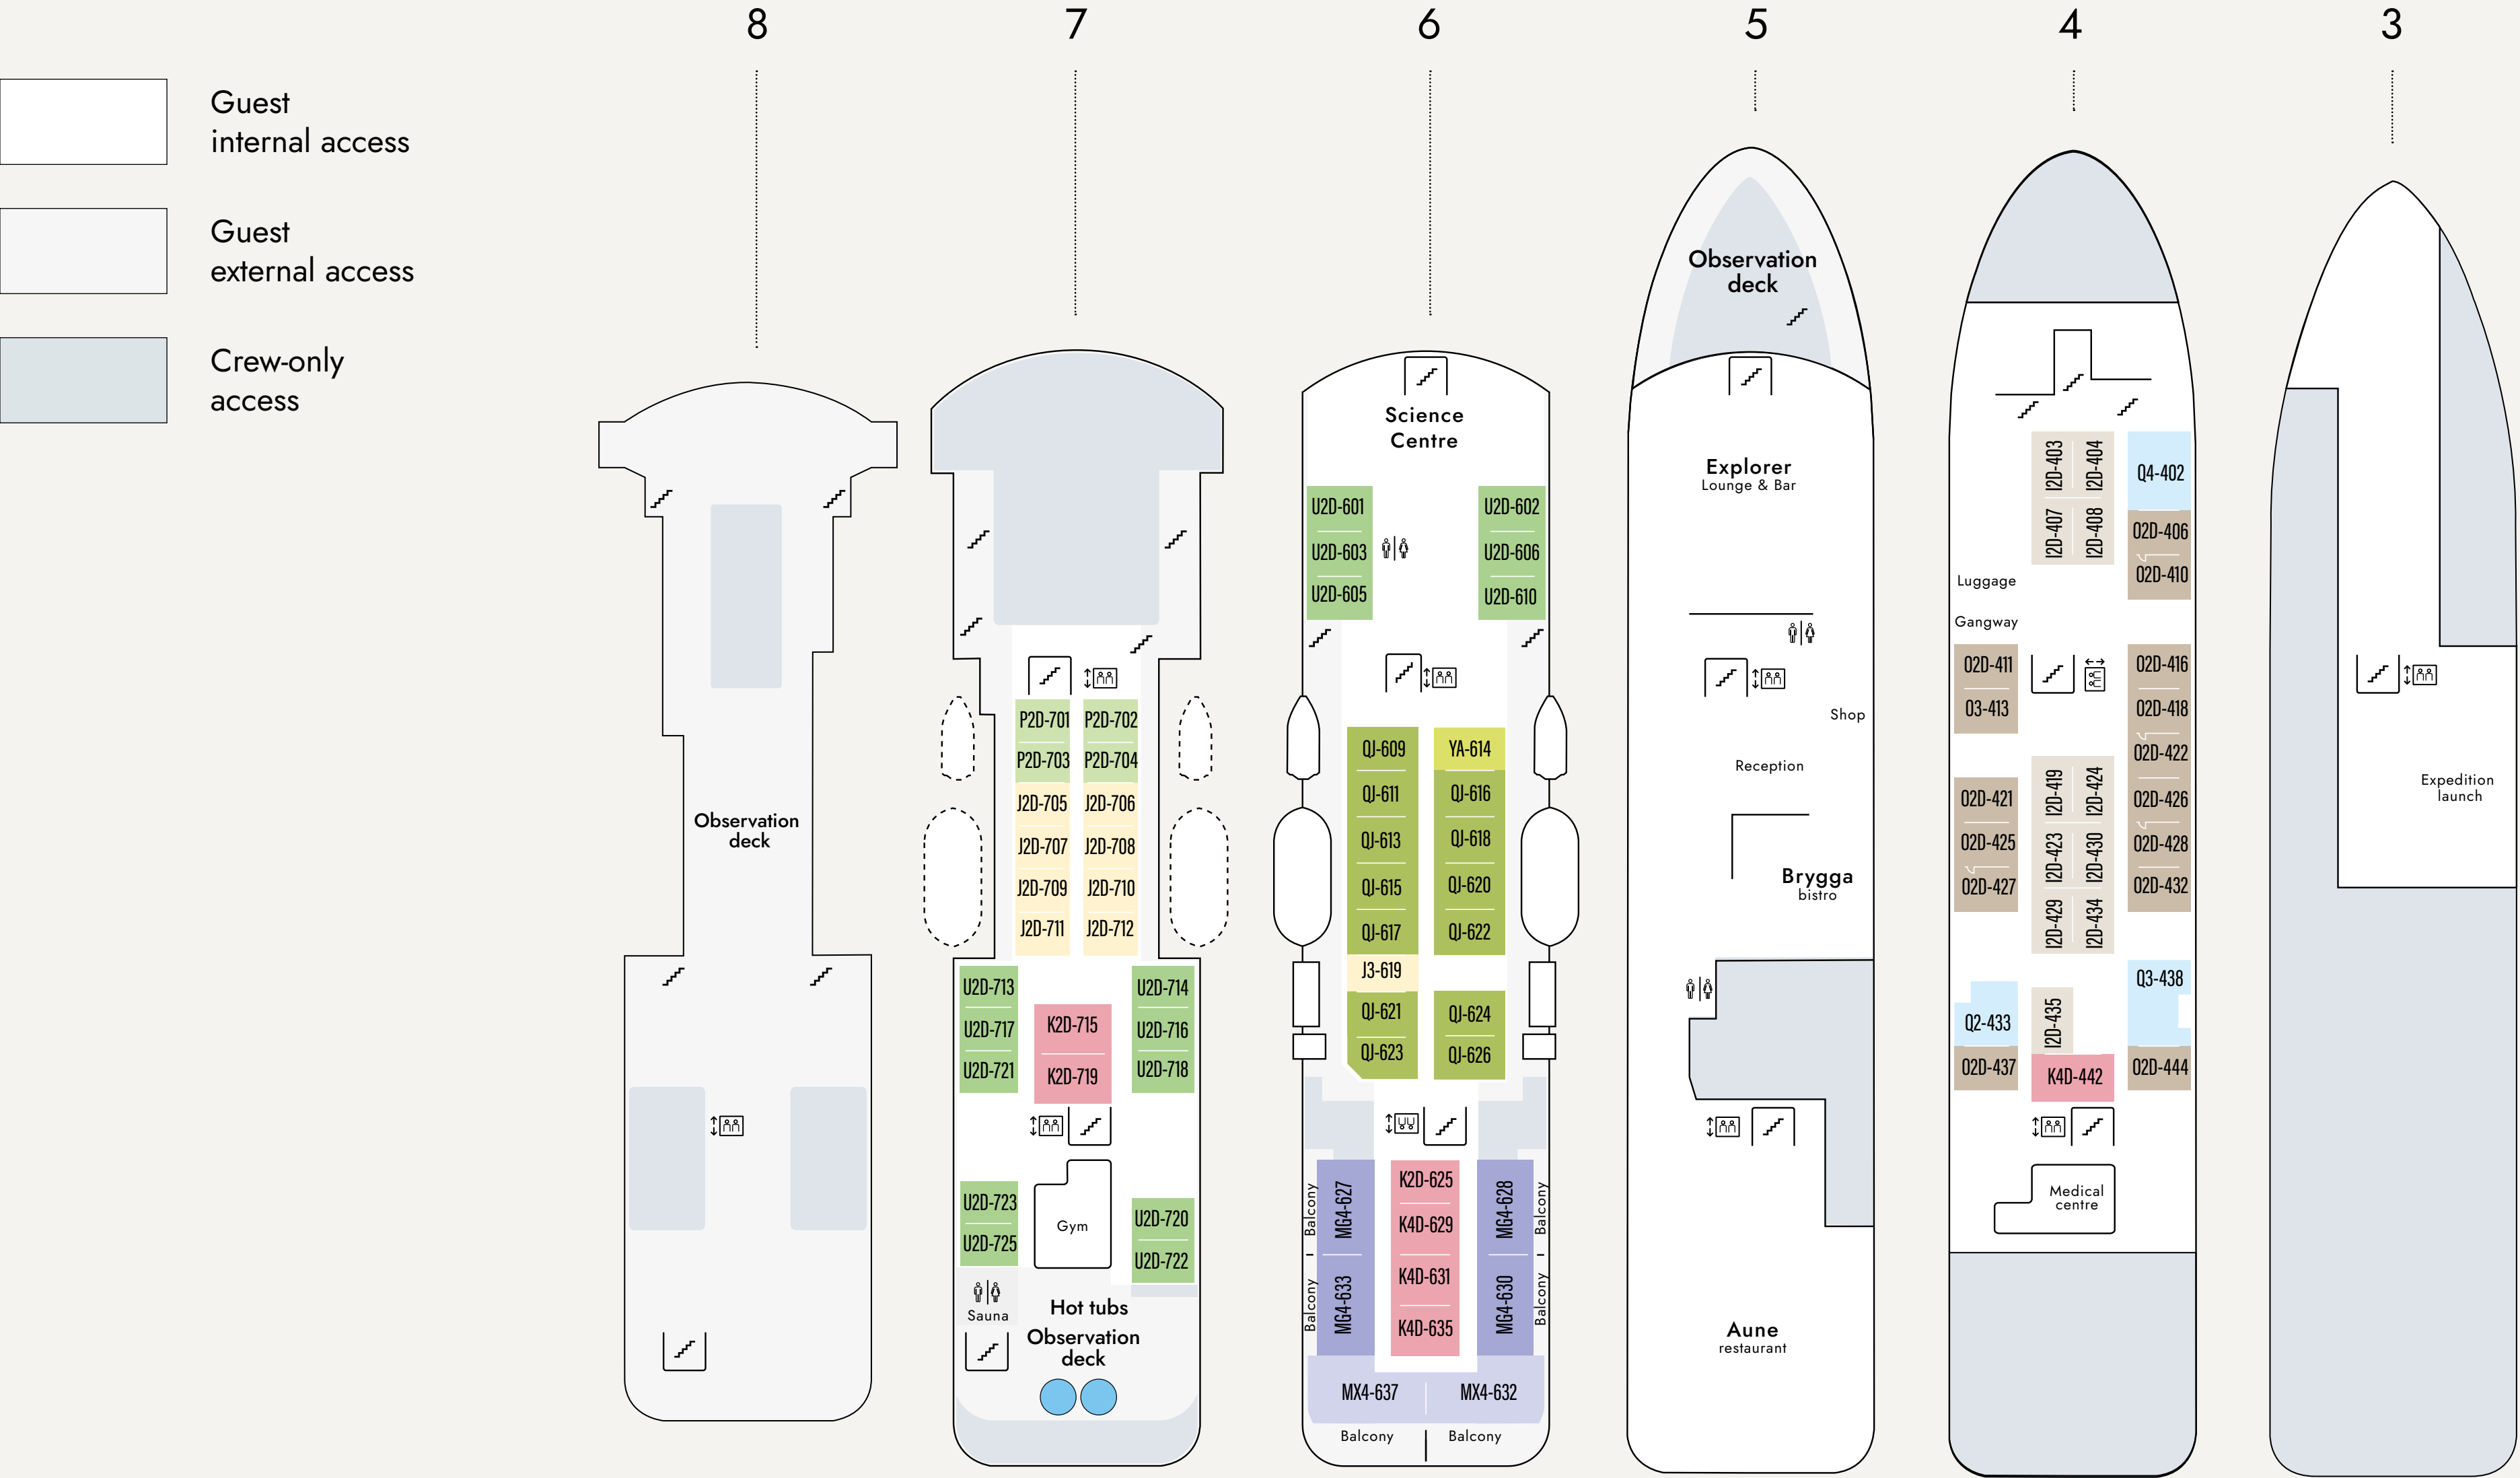 8
7
6
5
4
3
Guest
internal access
Guest
external access
Crew-only
access
Observation
deck
P2D-701
P2D-702
P2D-703
P2D-704
J2D-705
J2D-706
J2D-707
J2D-708
J2D-709
J2D-710
J2D-711
J2D-712
U2D-713
U2D-714
U2D-717
U2D-716
U2D-721
U2D-718
K2D-715
K2D-719
U2D-723
U2D-725
U2D-720
U2D-722
Gym
Sauna
Hot tubs
Observation
deck
Science
Centre
U2D-601
U2D-602
U2D-603
U2D-606
U2D-605
U2D-610
QJ-609
YA-614
QJ-611
QJ-616
QJ-613
QJ-618
QJ-615
QJ-620
QJ-617
QJ-622
J3-619
QJ-621
QJ-624
QJ-623
QJ-626
Balcony
MG4-627
K2D-625
MG4-628
Balcony
K4D-629
Balcony
MG4-633
K4D-631
MG4-630
Balcony
K4D-635
MX4-637
MX4-632
Balcony
Balcony
Observation
deck
Explorer
Lounge & Bar
Shop
Reception
Brygga
bistro
Aune
restaurant
I2D-403
I2D-404
Q4-402
I2D-407
I2D-408
O2D-406
O2D-410
Luggage
Gangway
O2D-411
O2D-416
O3-413
O2D-418
O2D-422
I2D-419
I2D-424
O2D-421
O2D-426
O2D-425
I2D-423
I2D-430
O2D-428
O2D-427
O2D-432
I2D-429
I2D-434
Q3-438
Q2-433
I2D-435
O2D-437
K4D-442
O2D-444
Medical
centre
Expedition
launch